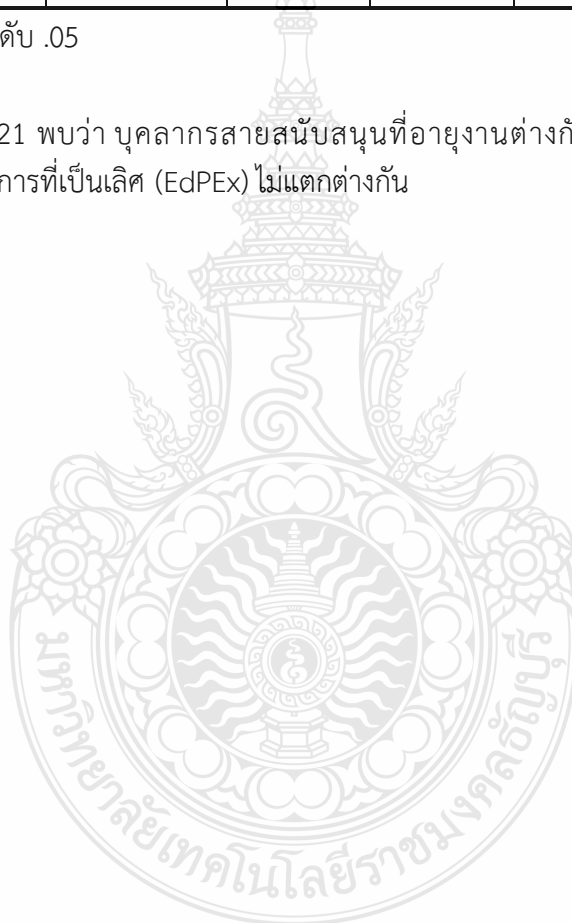 ดับ .05
21 พบว่า บุคลากรสายสนับสนุนที่อายุงานต่างกั
การที่เป็นเลิศ (EdPEx) ไม่แตกต่างกัน
มหาวิทยาลัยเทคโนโลยีราชมงคลธัญบุรี